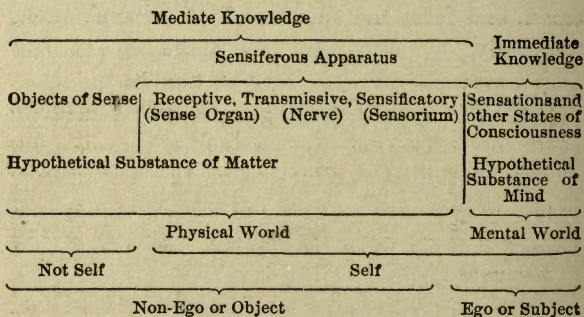 Mediate Knowledge
Immediate
Knowledge
Sensiferous Apparatus
Objects of Sense
Receptive, Transmissive, Sensificatory
(Sense Organ) (Nerve) (Sensorium)
Sensations and
other States of
Consciousness
Hypothetical Substance of Matter
Hypothetical
Substance of
Mind
Physical World
Mental World
Not Self
Self
Non-Ego or Object
Ego or Subject